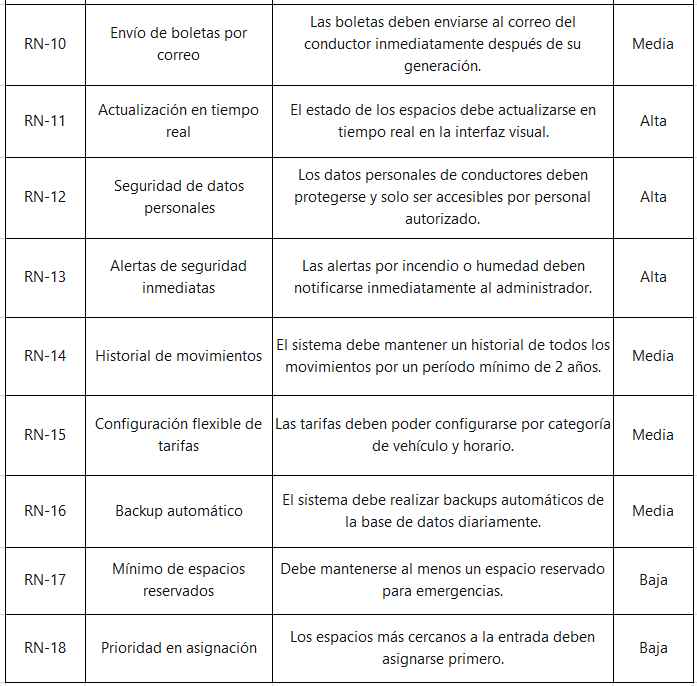 RN-10
Envío de boletas por
correo
Las boletas deben enviarse al correo del
conductor inmediatamente después de su
generación.
Media
RN-11
Actualización en tiempo
real
El estado de los espacios debe actualizarse en
tiempo real en la interfaz visual.
Alta
RN-12
Seguridad de datos
personales
Los datos personales de conductores deben
protegerse y solo ser accesibles por personal
autorizado.
Alta
RN-13
Alertas de seguridad
inmediatas
Las alertas por incendio o humedad deben
notificarse inmediatamente al administrador.
Alta
RN-14
Historial de movimientos
El sistema debe mantener un historial de todos los
movimientos por un período mínimo de 2 años.
Media
RN-15
Configuración flexible de
tarifas
Las tarifas deben poder configurarse por categoría
de vehículo y horario.
Media
RN-16
Backup automático
El sistema debe realizar backups automáticos de
la base de datos diariamente.
Media
RN-17
Mínimo de espacios
reservados
Debe mantenerse al menos un espacio reservado
para emergencias.
Baja
RN-18
Prioridad en asignación
Los espacios más cercanos a la entrada deben
asignarse primero.
Baja